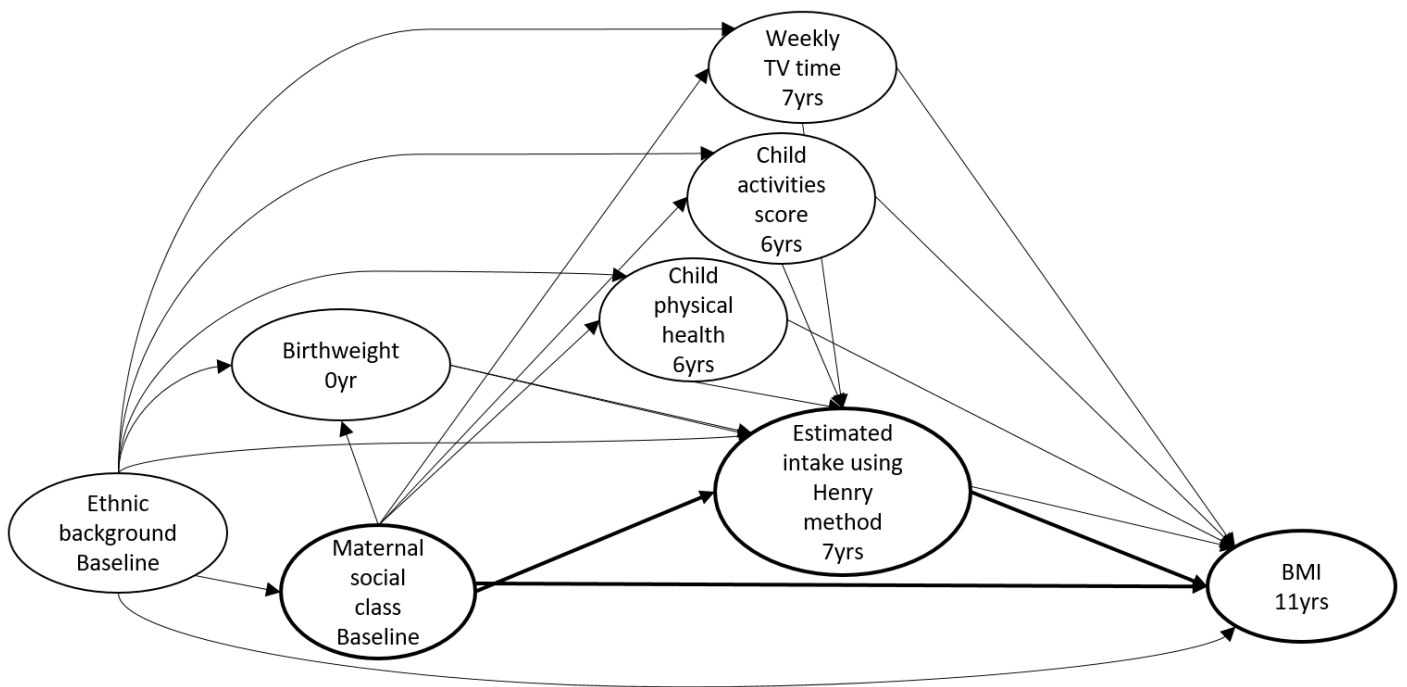 Weekly
TV time
7yrs
Child
activities
score
6yrs
Child
physical
health
6yrs
Birthweight
0yr
Estimated
intake using
Henry
method
7yrs
Ethnic
background
Baseline
Maternal
social
class
Baseline
BMI
11yrs